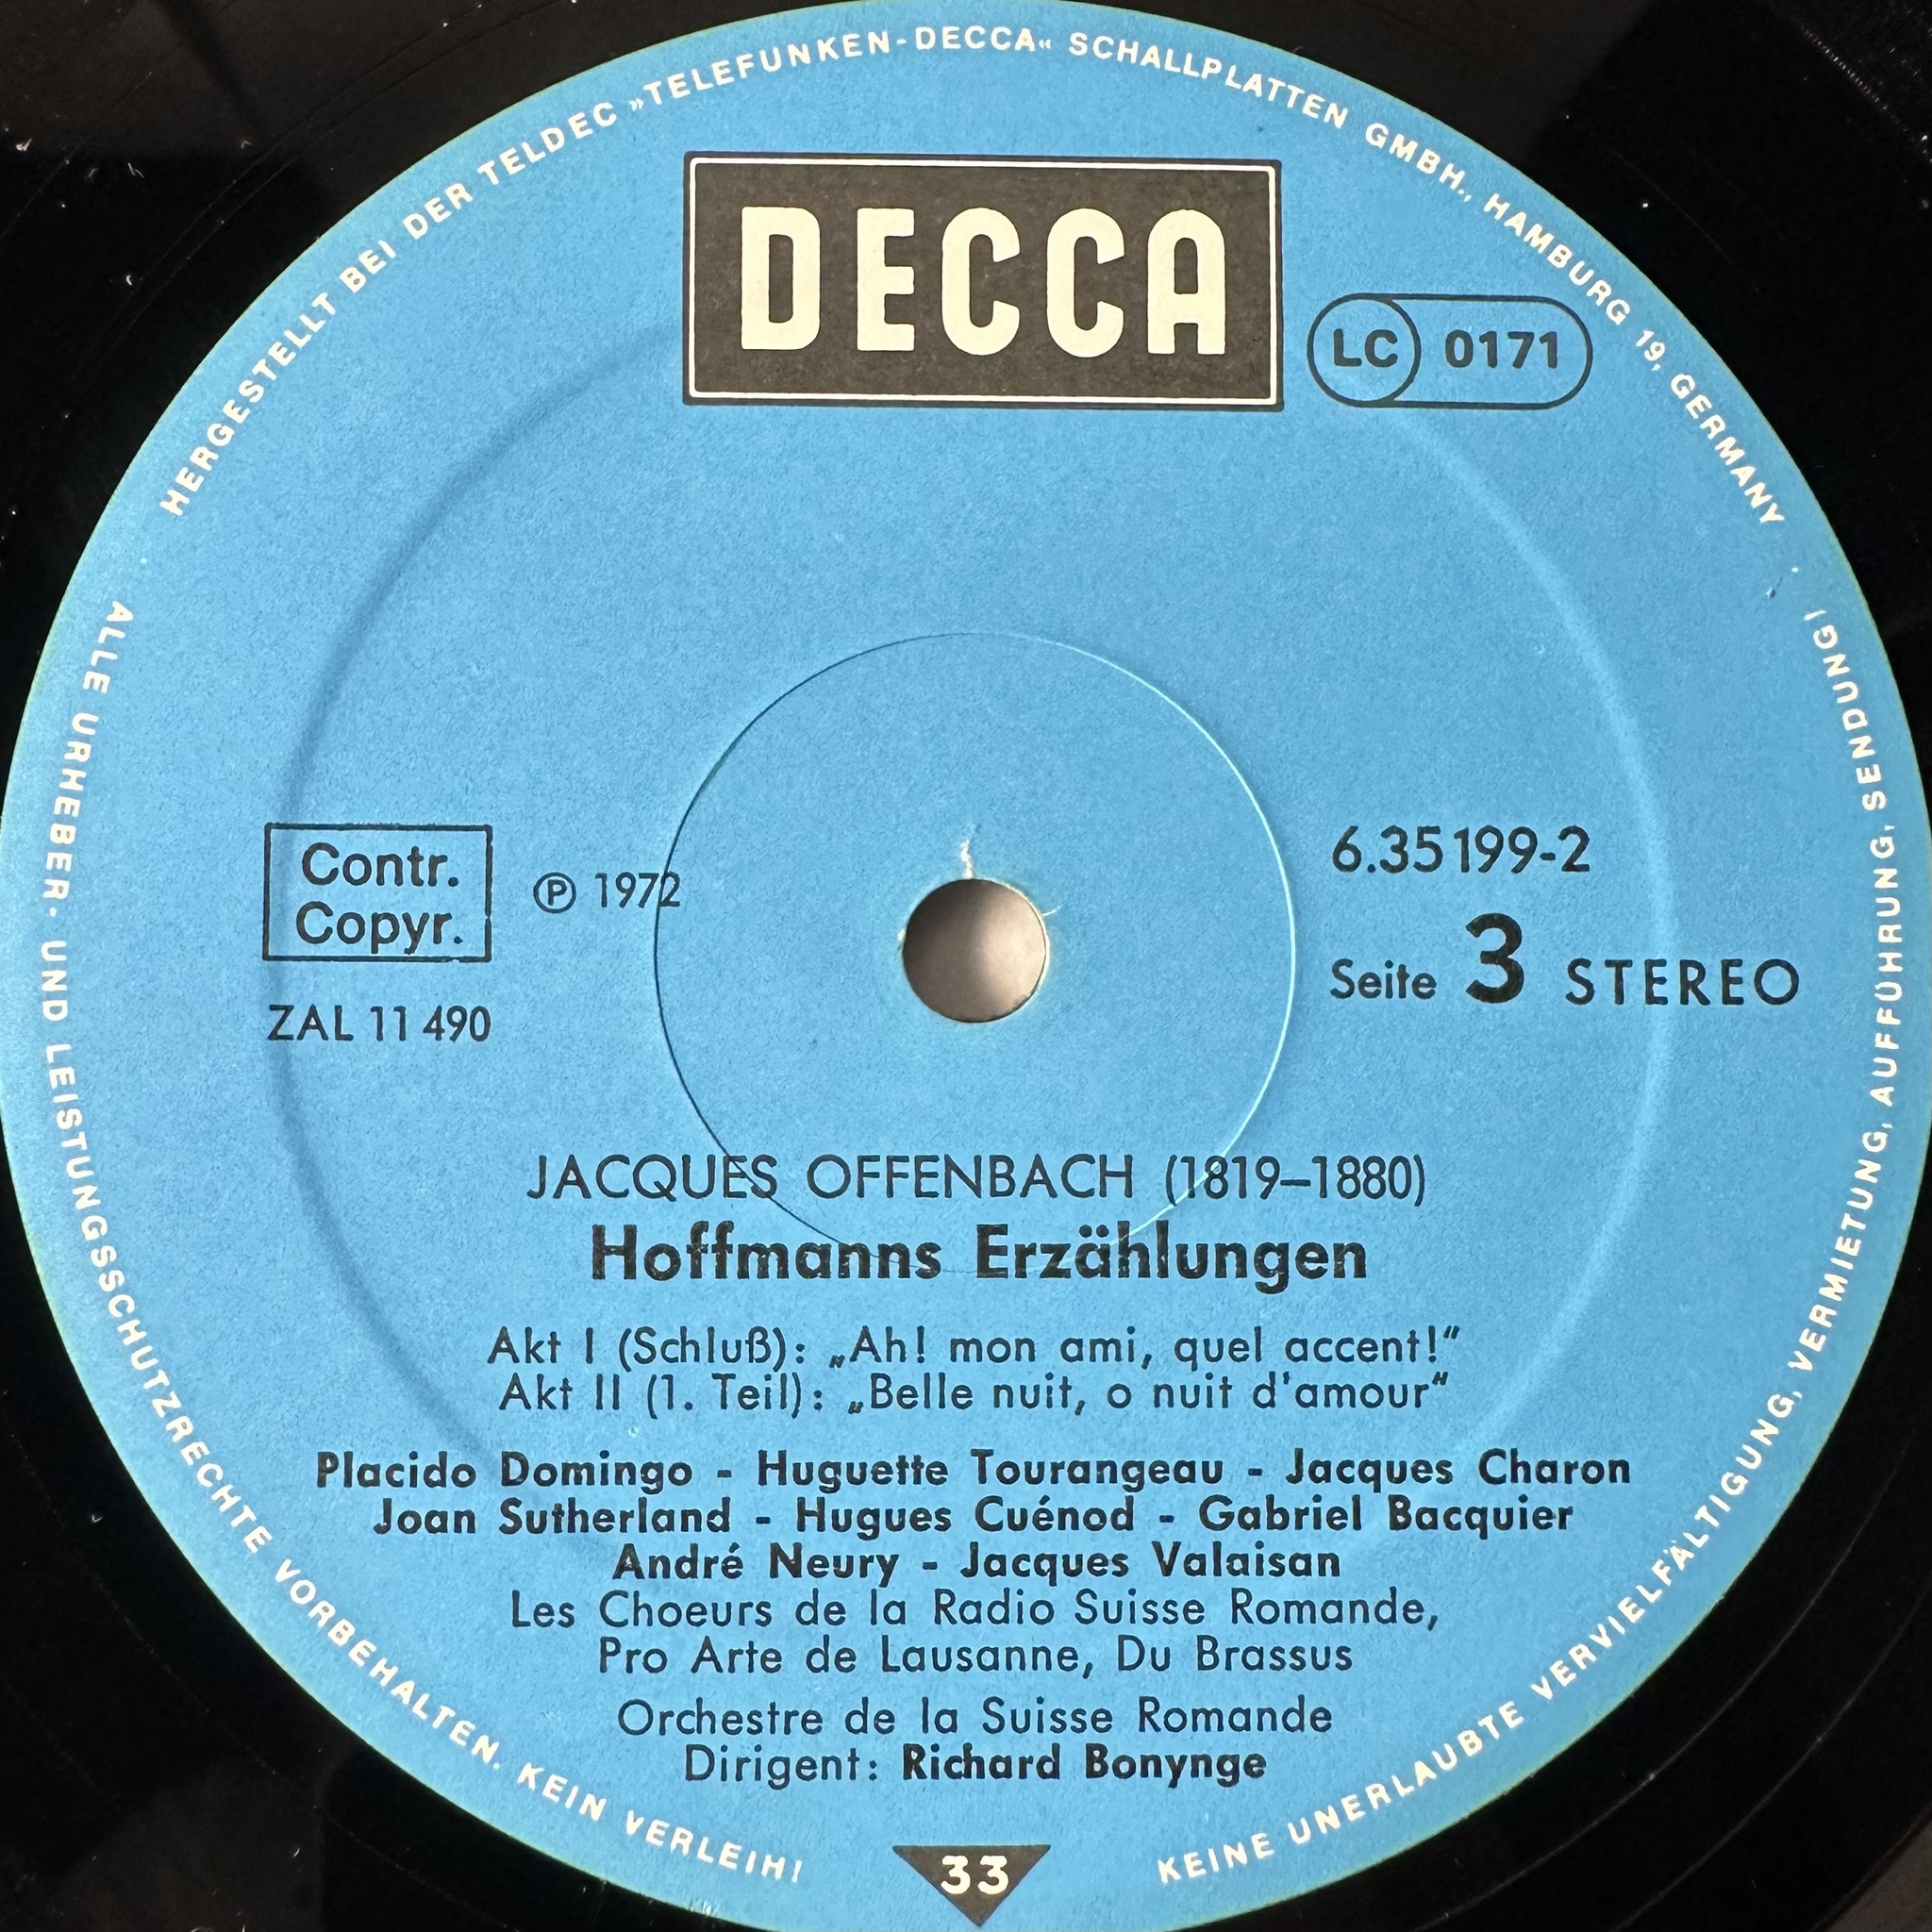 HERGESTELLT BEI DER TELDEC »TELEFUNKEN-DECCA« SCHALLPLATTEN GMBH., HAMBURG 19, GERMANY
DECCA
LC 0171
Contr.
Copyr.
Ⓟ 1972
ZAL 11 490
6.35199-2
Seite 3 STEREO
JACQUES OFFENBACH (1819–1880)
Hoffmanns Erzählungen
Akt I (Schluß): „Ah! mon ami, quel accent!“
Akt II (1. Teil): „Belle nuit, o nuit d'amour“
Placido Domingo - Huguette Tourangeau - Jacques Charon
Joan Sutherland - Hugues Cuénod - Gabriel Bacquier
André Neury - Jacques Valaisan
Les Choeurs de la Radio Suisse Romande,
Pro Arte de Lausanne, Du Brassus
Orchestre de la Suisse Romande
Dirigent: Richard Bonynge
33
ALLE URHEBER- UND LEISTUNGSSCHUTZRECHTE VORBEHALTEN. KEIN VERLEIH!
KEINE UNERLAUBTE VERVIELFÄLTIGUNG, VERMIETUNG, AUFFÜHRUNG, SENDUNG!